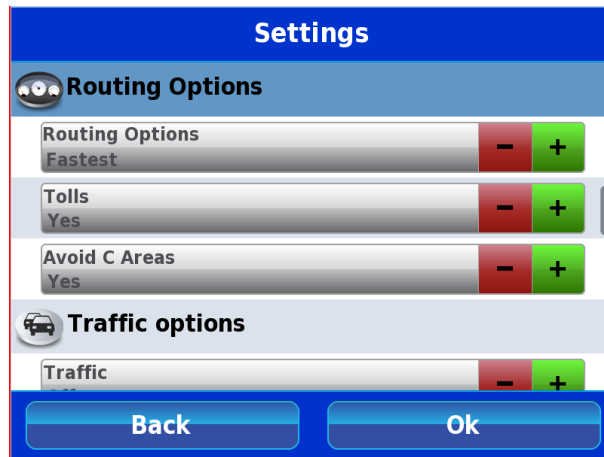 Settings
Routing Options
Routing Options
Fastest
- +
Tolls
Yes
- +
Avoid C Areas
Yes
- +
Traffic options
Traffic
- +
Back
Ok